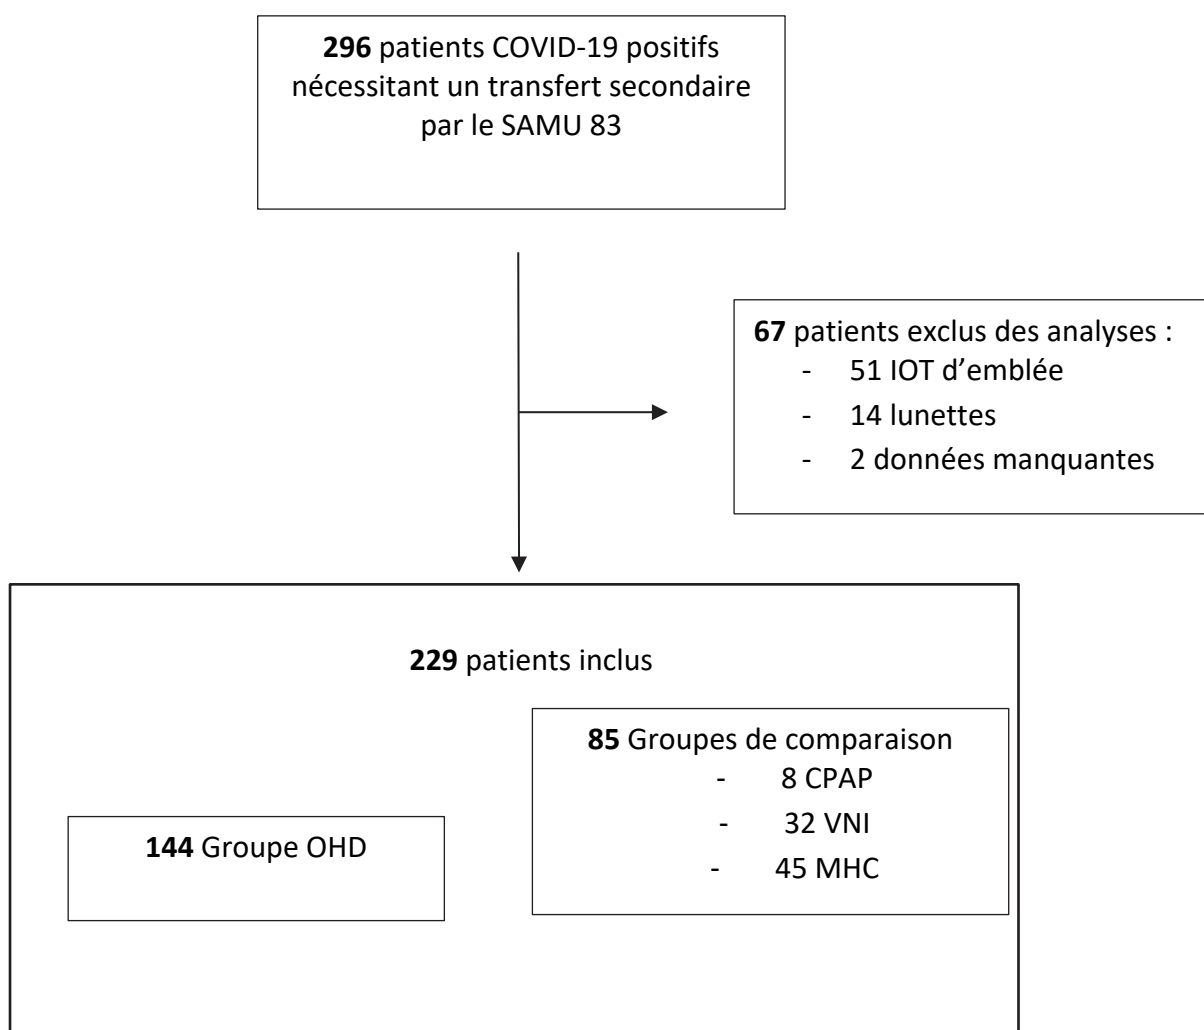 296 patients COVID-19 positifs
nécessitant un transfert secondaire
par le SAMU 83
67 patients exclus des analyses :
- 51 IOT d’emblée
- 14 lunettes
- 2 données manquantes
229 patients inclus
85 Groupes de comparaison
- 8 CPAP
- 32 VNI
- 45 MHC
144 Groupe OHD